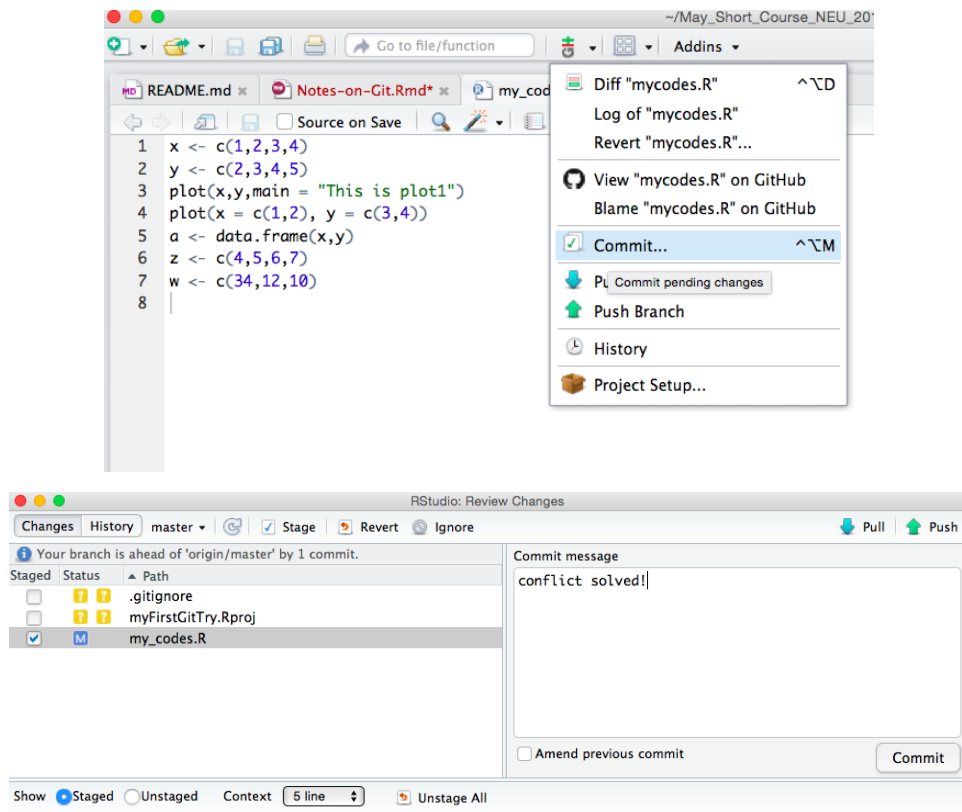 ~/May_Short_Course_NEU_201
Go to file/function Addins
README.md Notes-on-Git.Rmd* my_cod
Source on Save
1 x <- c(1,2,3,4)
2 y <- c(2,3,4,5)
3 plot(x,y,main = "This is plot1")
4 plot(x = c(1,2), y = c(3,4))
5 a <- data.frame(x,y)
6 z <- c(4,5,6,7)
7 w <- c(34,12,10)
8
Diff "mycodes.R" ^⌥D
Log of "mycodes.R"
Revert "mycodes.R"...
View "mycodes.R" on GitHub
Blame "mycodes.R" on GitHub
Commit... ^⌥M
Pu
Commit pending changes
Push Branch
History
Project Setup...
RStudio: Review Changes
Changes History master Stage Revert Ignore Pull Push
Your branch is ahead of 'origin/master' by 1 commit.
Staged Status Path
? ? .gitignore
? ? myFirstGitTry.Rproj
M my_codes.R
Commit message
conflict solved!
Amend previous commit Commit
Show Staged Unstaged Context 5 line Unstage All